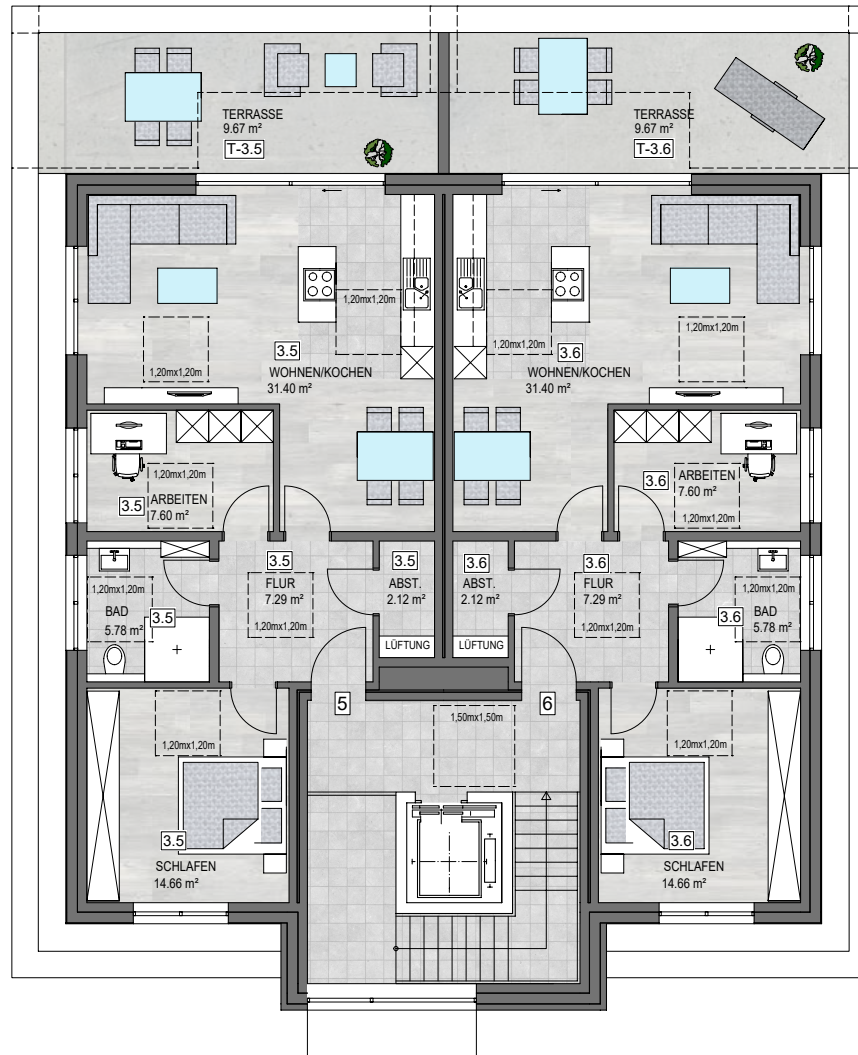 TERRASSE
9.67 m²
T-3.5
TERRASSE
9.67 m²
T-3.6
1,20mx1,20m
1,20mx1,20m
3.5
WOHNEN/KOCHEN
31.40 m²
1,20mx1,20m
3.6
WOHNEN/KOCHEN
31.40 m²
1,20mx1,20m
1,20mx1,20m
3.5
ARBEITEN
7.60 m²
3.6
ARBEITEN
7.60 m²
1,20mx1,20m
3.5
FLUR
7.29 m²
1,20mx1,20m
3.5
ABST.
2.12 m²
LÜFTUNG
3.6
ABST.
2.12 m²
LÜFTUNG
3.6
FLUR
7.29 m²
1,20mx1,20m
1,20mx1,20m
BAD
5.78 m²
3.5
1,20mx1,20m
BAD
5.78 m²
3.6
5
6
1,50mx1,50m
1,20mx1,20m
3.5
SCHLAFEN
14.66 m²
1,20mx1,20m
3.6
SCHLAFEN
14.66 m²